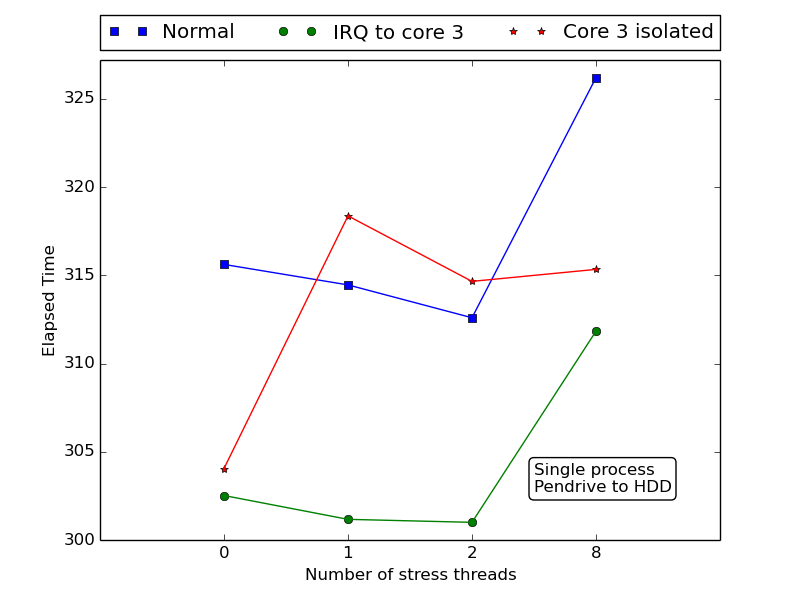 Normal IRQ to core 3 Core 3 isolated
325
320
315
310
305
300
Elapsed Time
Single process
Pendrive to HDD
0 1 2 8
Number of stress threads